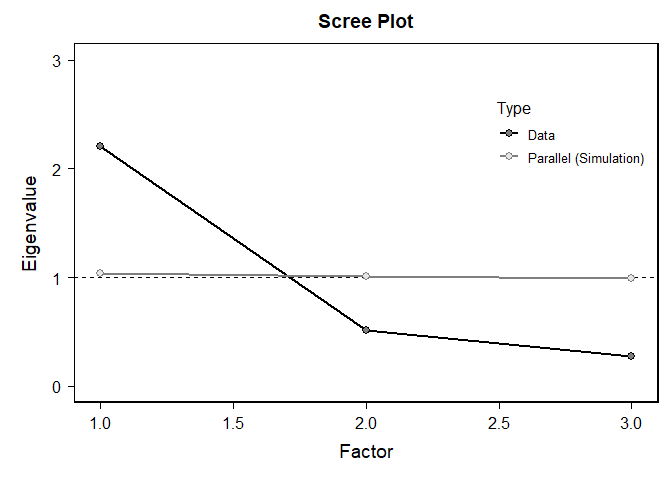 Scree Plot
3
2
1
0
Eigenvalue
Type
Data
Parallel (Simulation)
1.0 1.5 2.0 2.5 3.0
Factor